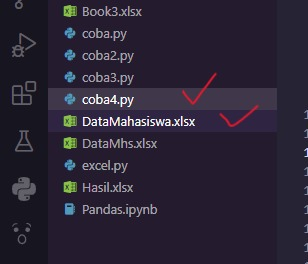 Book3.xlsx
coba.py
coba2.py
coba3.py
coba4.py
DataMahasiswa.xlsx
DataMhs.xlsx
excel.py
Hasil.xlsx
Pandas.ipynb